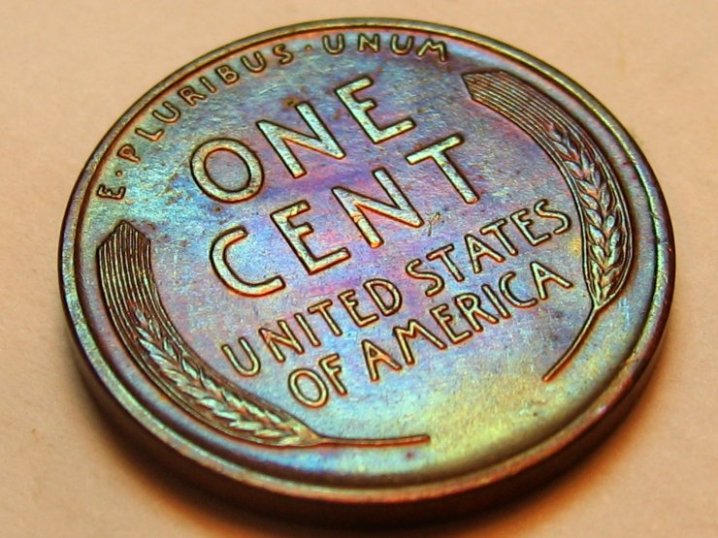 E·PLURIBUS·UNUM
ONE
CENT
UNITED STATES
OF AMERICA